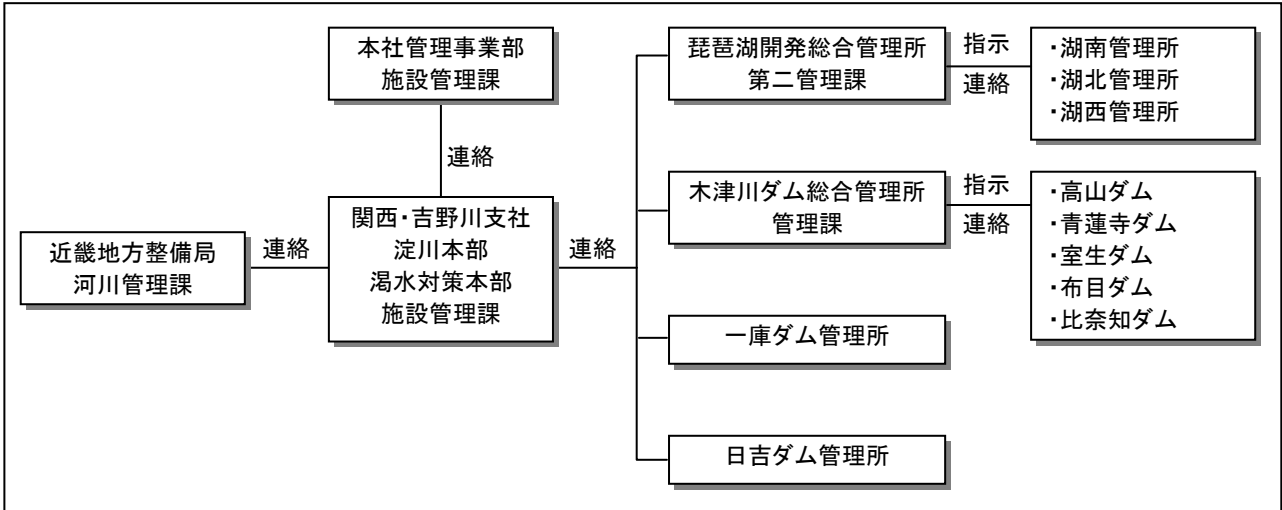 本社管理事業部
施設管理課
連絡
近畿地方整備局
河川管理課
連絡
関西・吉野川支社
淀川本部
渇水対策本部
施設管理課
連絡
琵琶湖開発総合管理所
第二管理課
指示
連絡
・湖南管理所
・湖北管理所
・湖西管理所
木津川ダム総合管理所
管理課
指示
連絡
・高山ダム
・青蓮寺ダム
・室生ダム
・布目ダム
・比奈知ダム
一庫ダム管理所
日吉ダム管理所